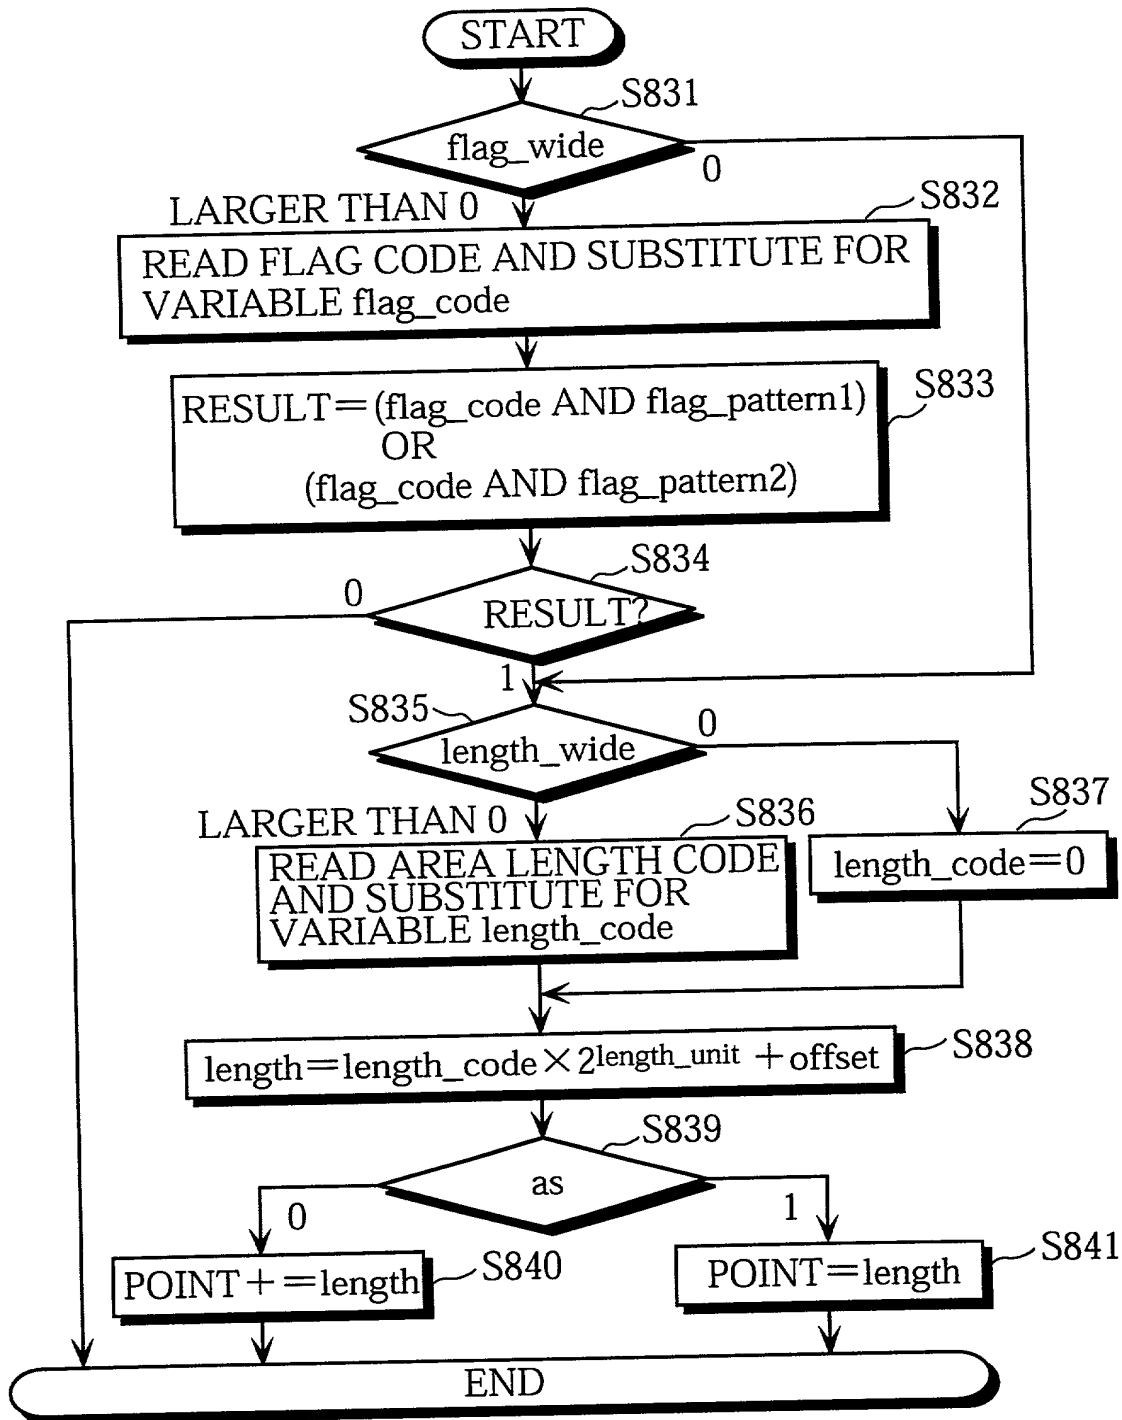 START
S831
flag_wide
0
LARGER THAN 0
S832
READ FLAG CODE AND SUBSTITUTE FOR
VARIABLE flag_code
S833
RESULT=(flag_code AND flag_pattern1)
OR
(flag_code AND flag_pattern2)
S834
0
RESULT?
1
S835
0
length_wide
LARGER THAN 0
S836
S837
READ AREA LENGTH CODE
AND SUBSTITUTE FOR
VARIABLE length_code
length_code=0
length=length_code×2^length_unit +offset
S838
S839
as
0
1
POINT+=length
S840
POINT=length
S841
END